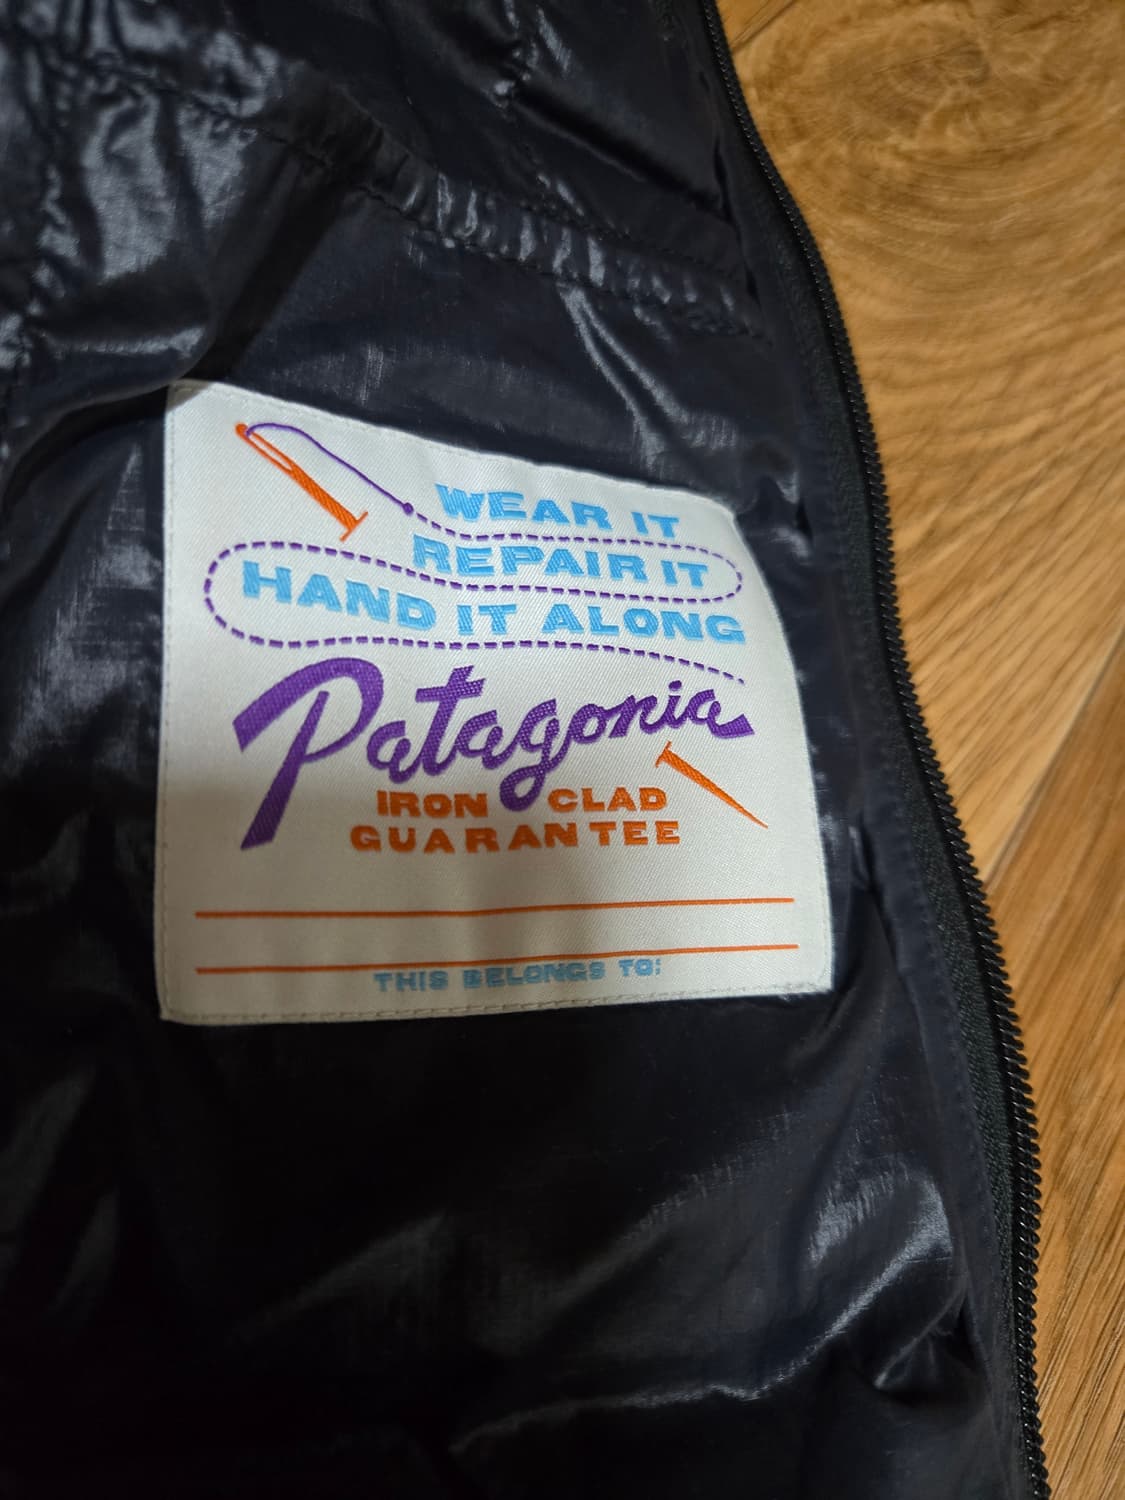 WEAR IT
REPAIR IT
HAND IT ALONG
Patagonia
IRON CLAD
GUARANTEE
THIS BELONGS TO: